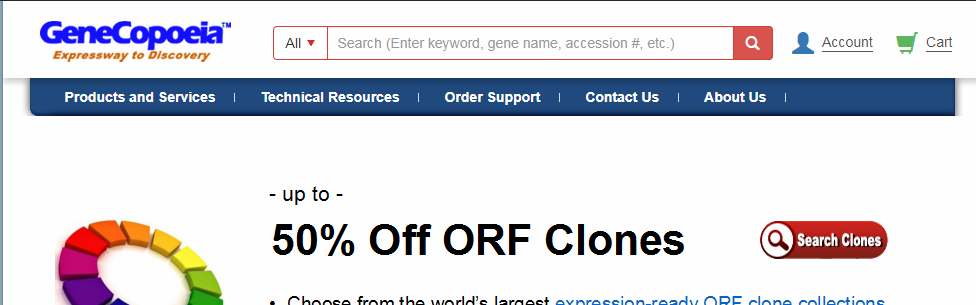 GeneCopoeia™
Expressway to Discovery
All
Search (Enter keyword, gene name, accession #, etc.)
Account
Cart
Products and Services | Technical Resources | Order Support | Contact Us | About Us |
- up to -
50% Off ORF Clones
Search Clones
• Choose from the world's largest expression-ready ORF clone collections